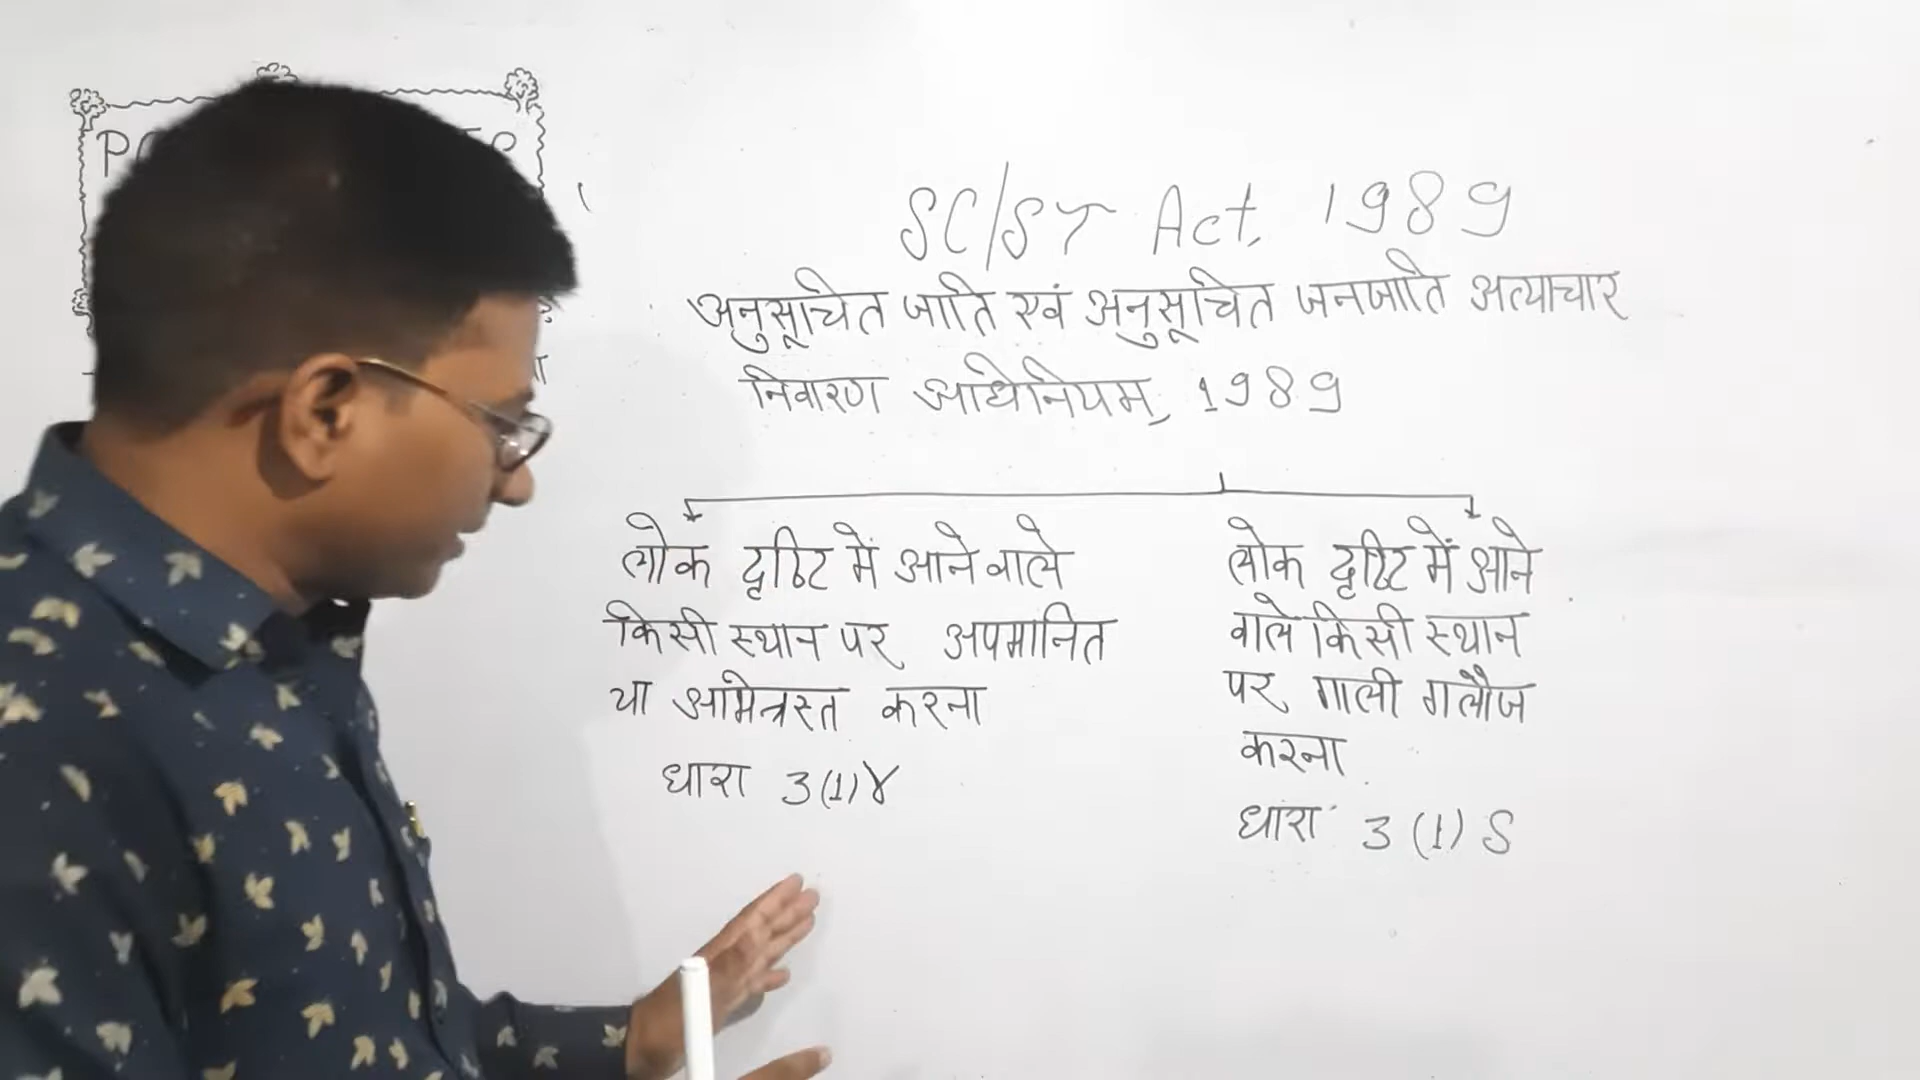 SC/ST Act, 1989
अनुसूचित जाति एवं अनुसूचित जनजाति अत्याचार
निवारण अधिनियम, 1989
लोक दृष्टि में आने वाले
किसी स्थान पर अपमानित
या अभित्रस्त करना
धारा 3(1)r
लोक दृष्टि में आने
वाले किसी स्थान
पर गाली गलौज
करना
धारा 3(1)S